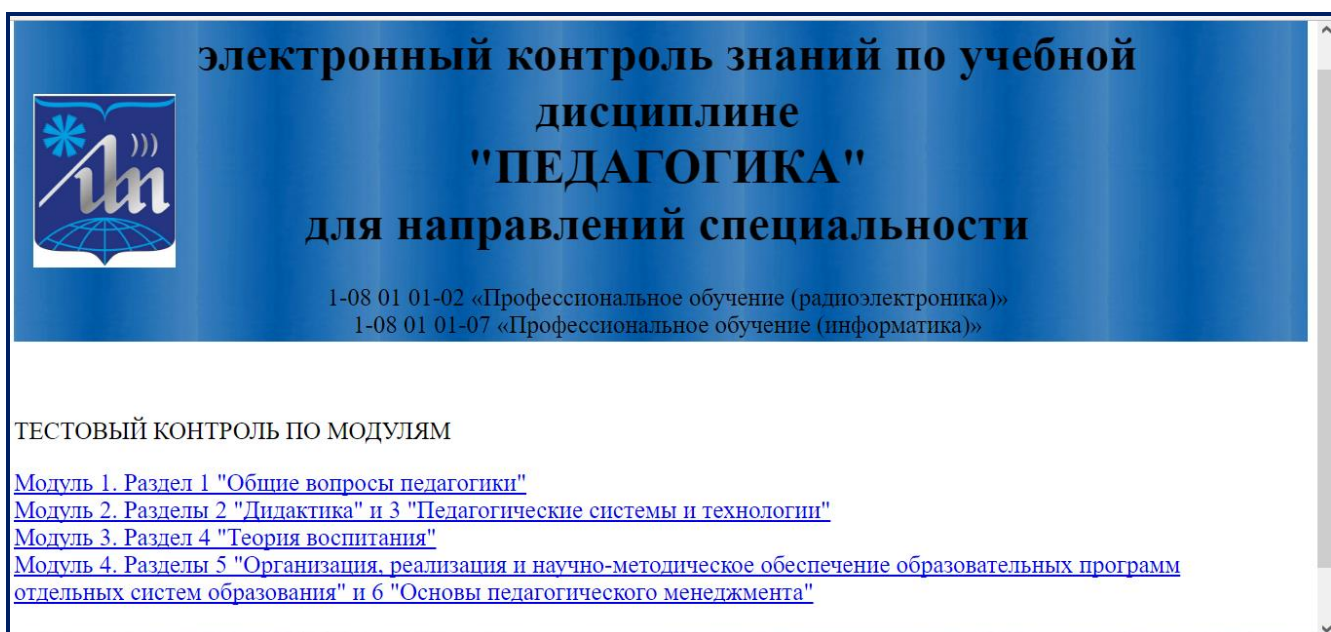 электронный контроль знаний по учебной
дисциплине
"ПЕДАГОГИКА"
для направлений специальности
1-08 01 01-02 «Профессиональное обучение (радиоэлектроника)»
1-08 01 01-07 «Профессиональное обучение (информатика)»
ТЕСТОВЫЙ КОНТРОЛЬ ПО МОДУЛЯМ
Модуль 1. Раздел 1 "Общие вопросы педагогики"
Модуль 2. Разделы 2 "Дидактика" и 3 "Педагогические системы и технологии"
Модуль 3. Раздел 4 "Теория воспитания"
Модуль 4. Разделы 5 "Организация, реализация и научно-методическое обеспечение образовательных программ
отдельных систем образования" и 6 "Основы педагогического менеджмента"